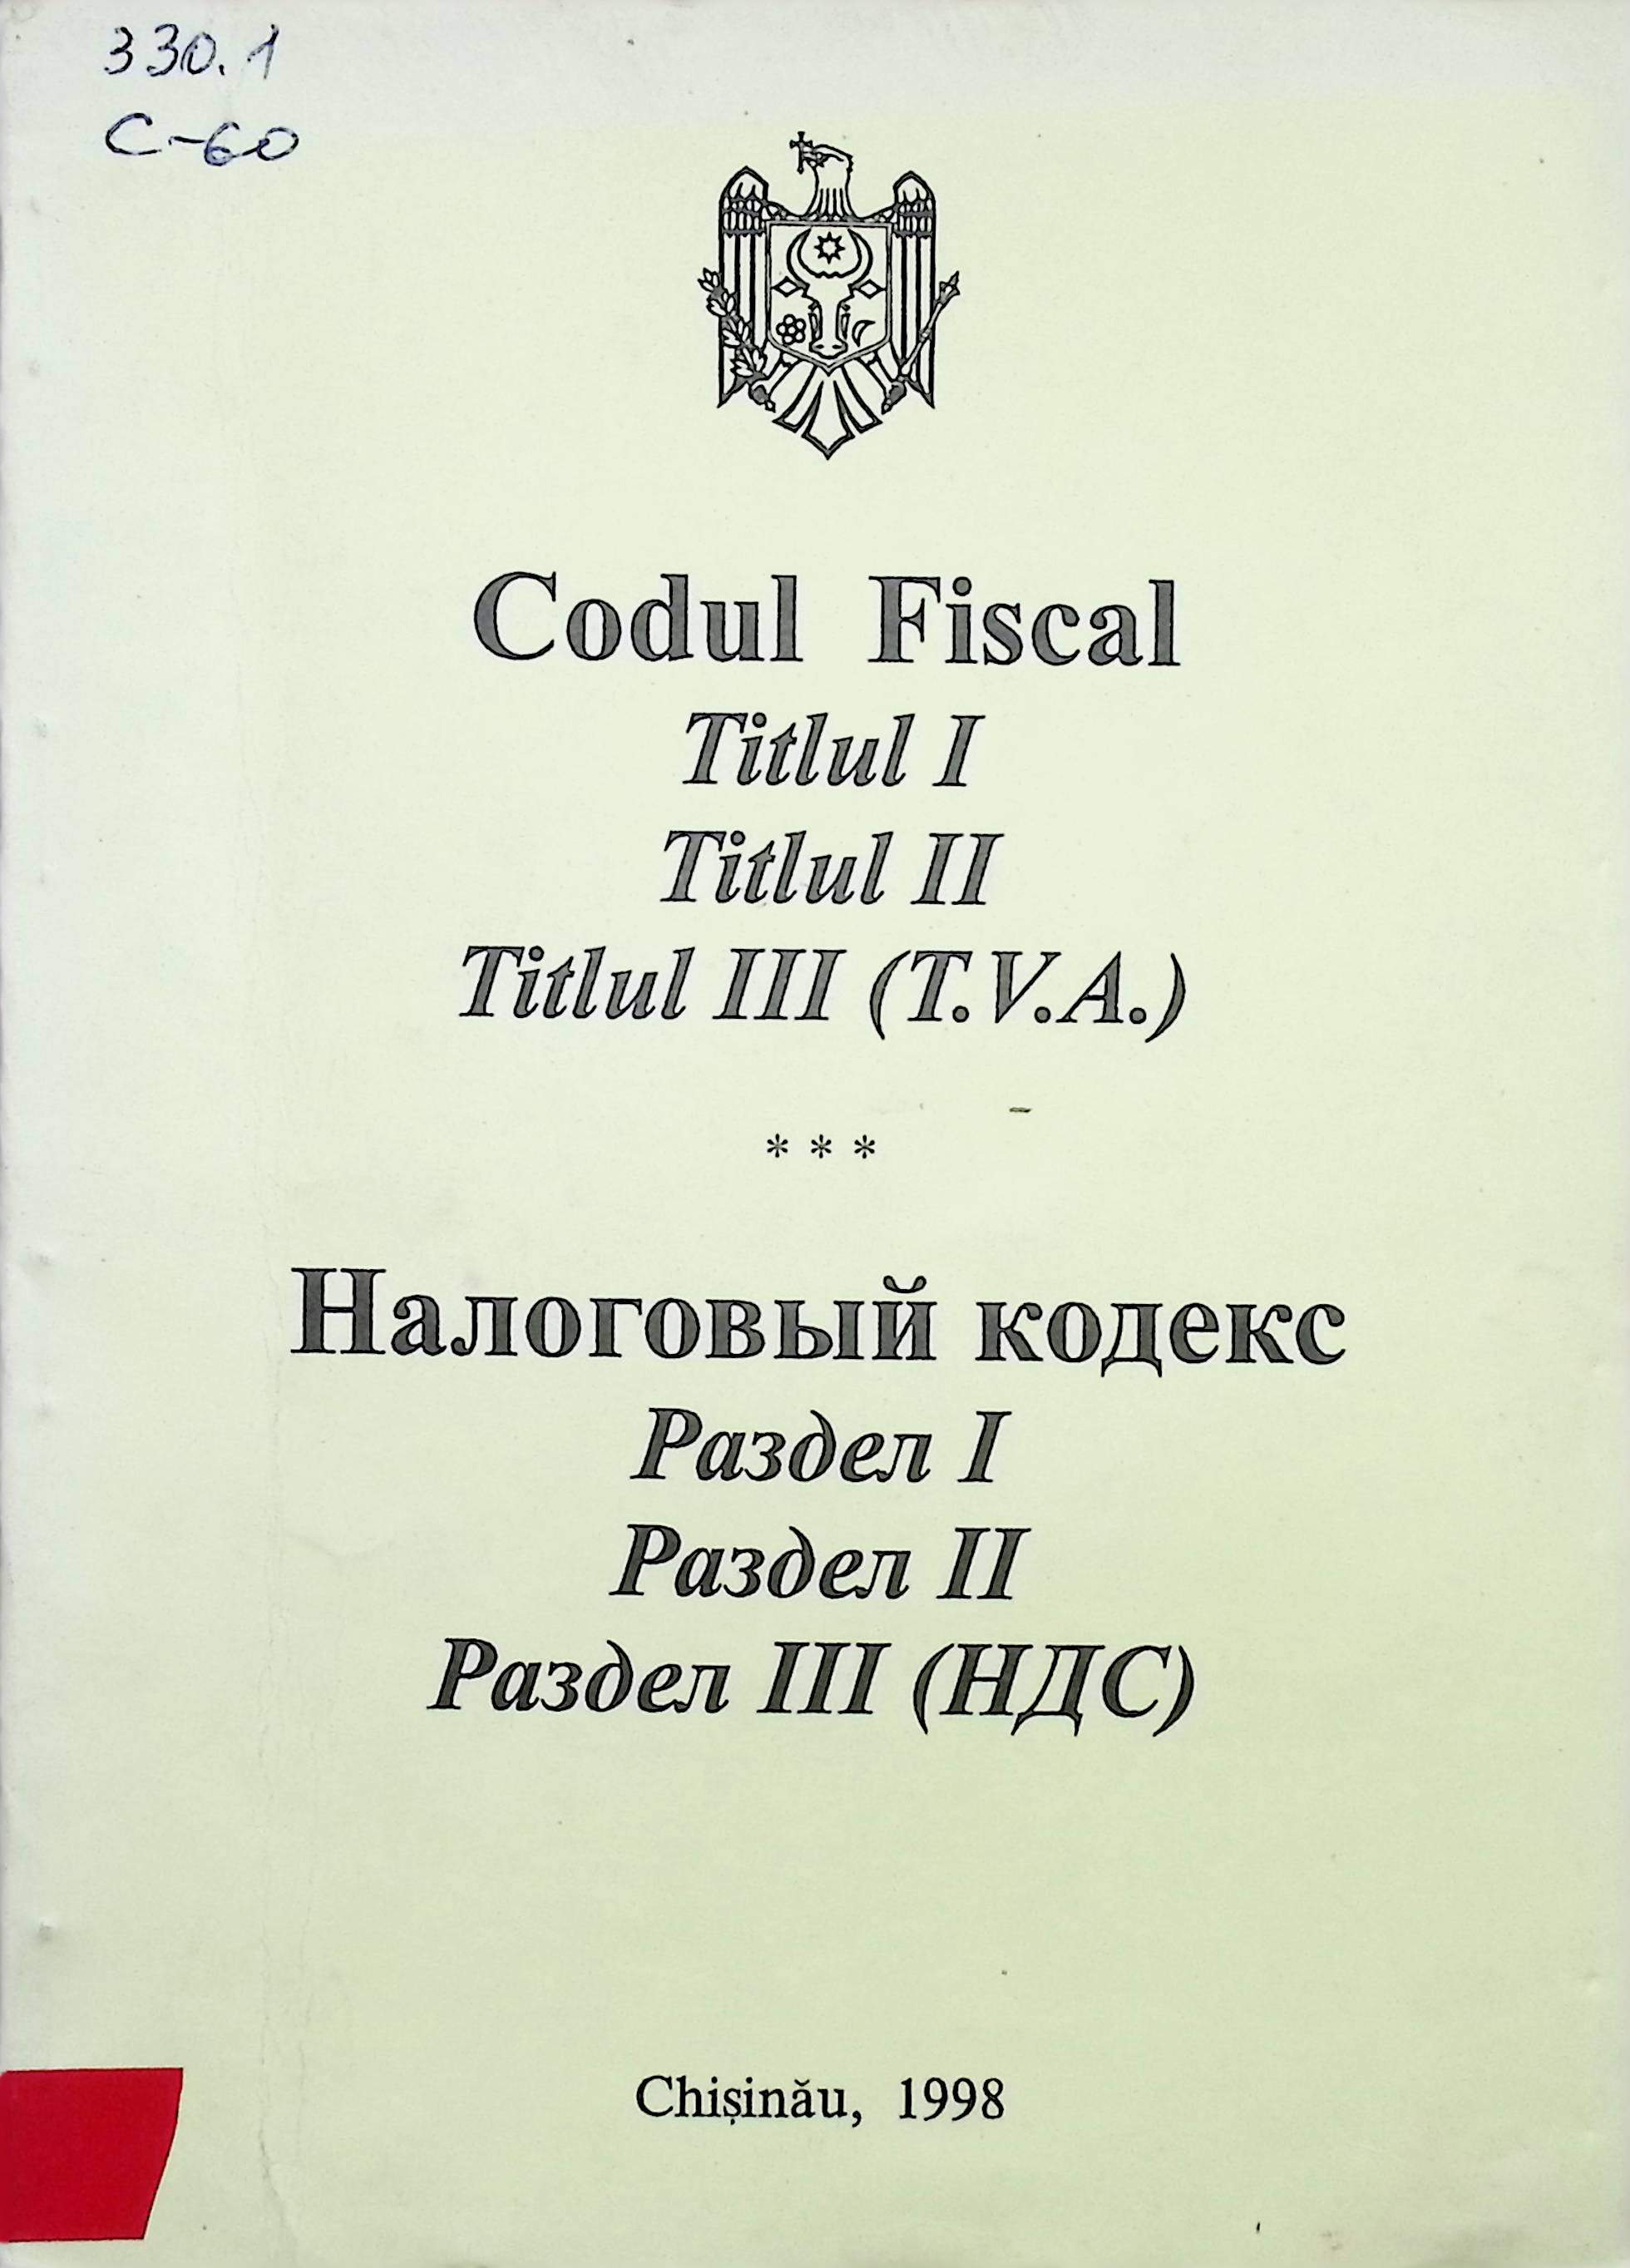 330.1
C-60
Codul Fiscal
Titlul I
Titlul II
Titlul III (T.V.A.)
* * *
Налоговый кодекс
Раздел I
Раздел II
Раздел III (НДС)
Chișinău, 1998